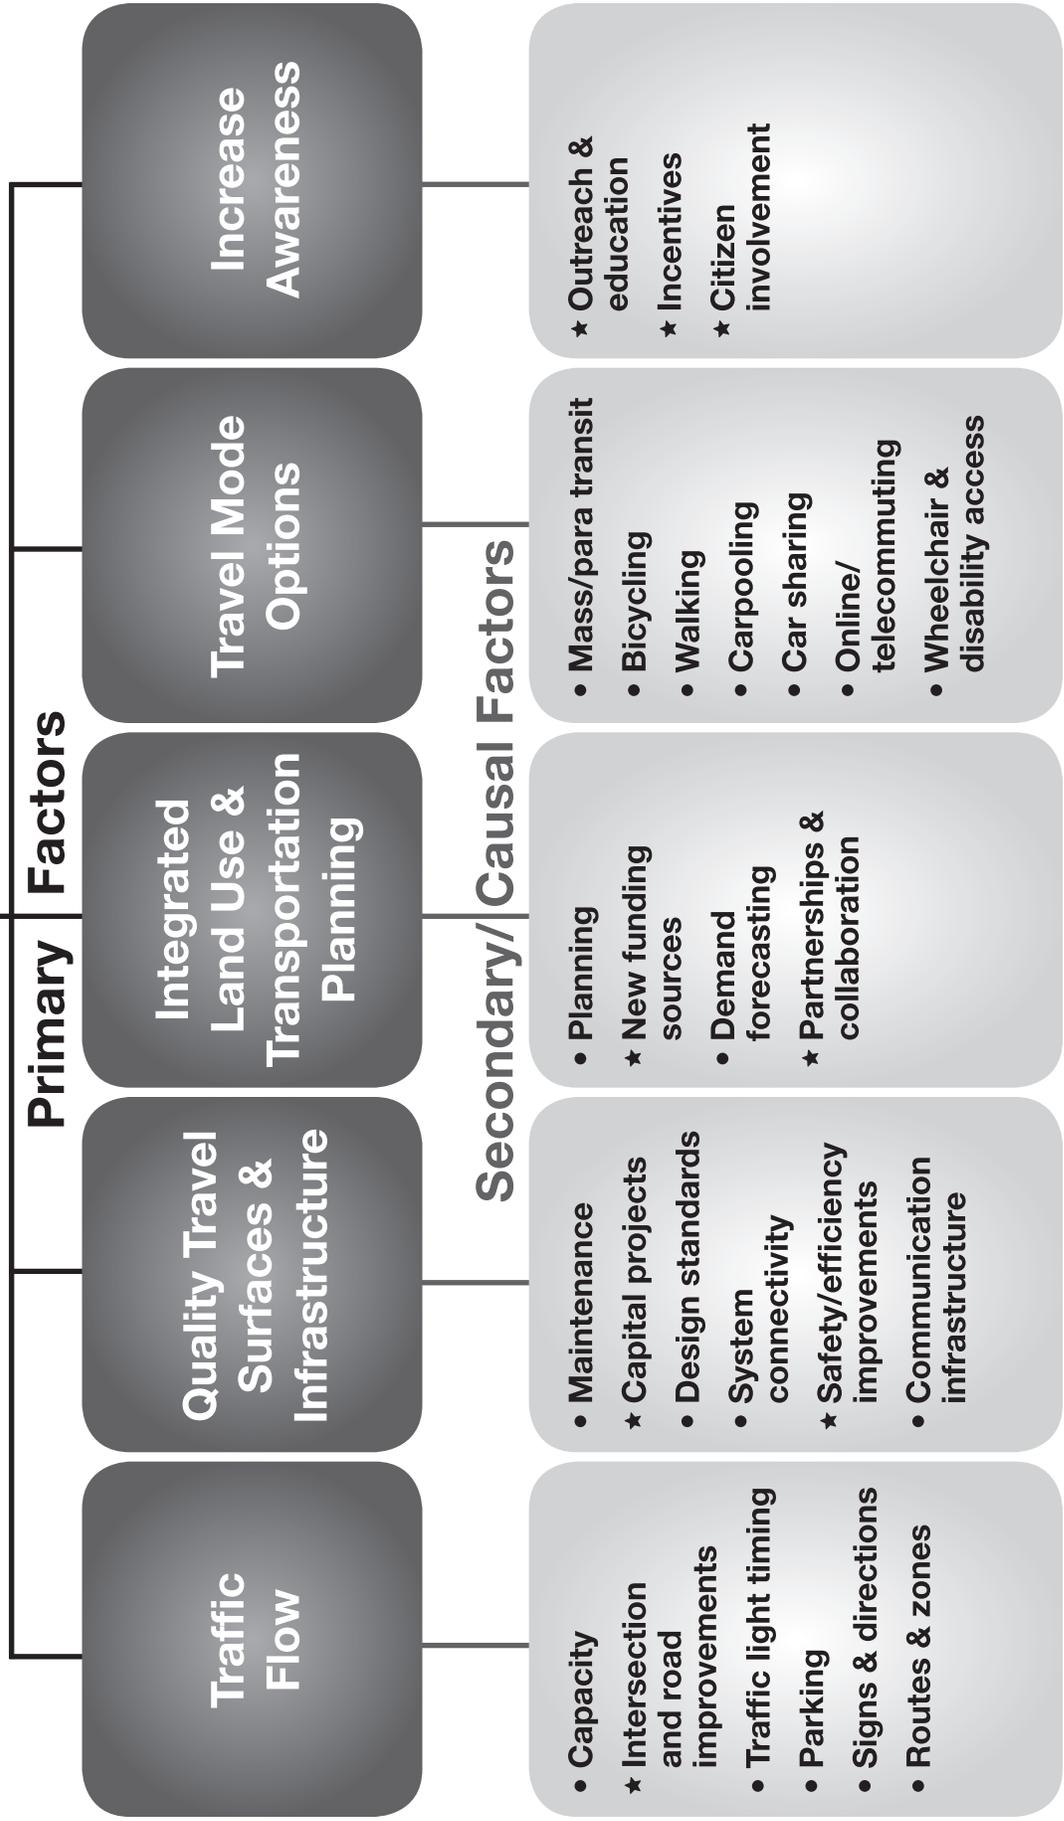 Primary Factors
Traffic
Flow
Quality Travel
Surfaces &
Infrastructure
Integrated
Land Use &
Transportation
Planning
Travel Mode
Options
Increase
Awareness
Secondary/Causal Factors
• Capacity
★ Intersection
and road
improvements
• Traffic light timing
• Parking
• Signs & directions
• Routes & zones
• Maintenance
★ Capital projects
• Design standards
• System
connectivity
★ Safety/efficiency
improvements
• Communication
infrastructure
• Planning
★ New funding
sources
• Demand
forecasting
★ Partnerships &
collaboration
• Mass/para transit
• Bicycling
• Walking
• Carpooling
• Car sharing
• Online/
telecommuting
• Wheelchair &
disability access
★ Outreach &
education
★ Incentives
★ Citizen
involvement